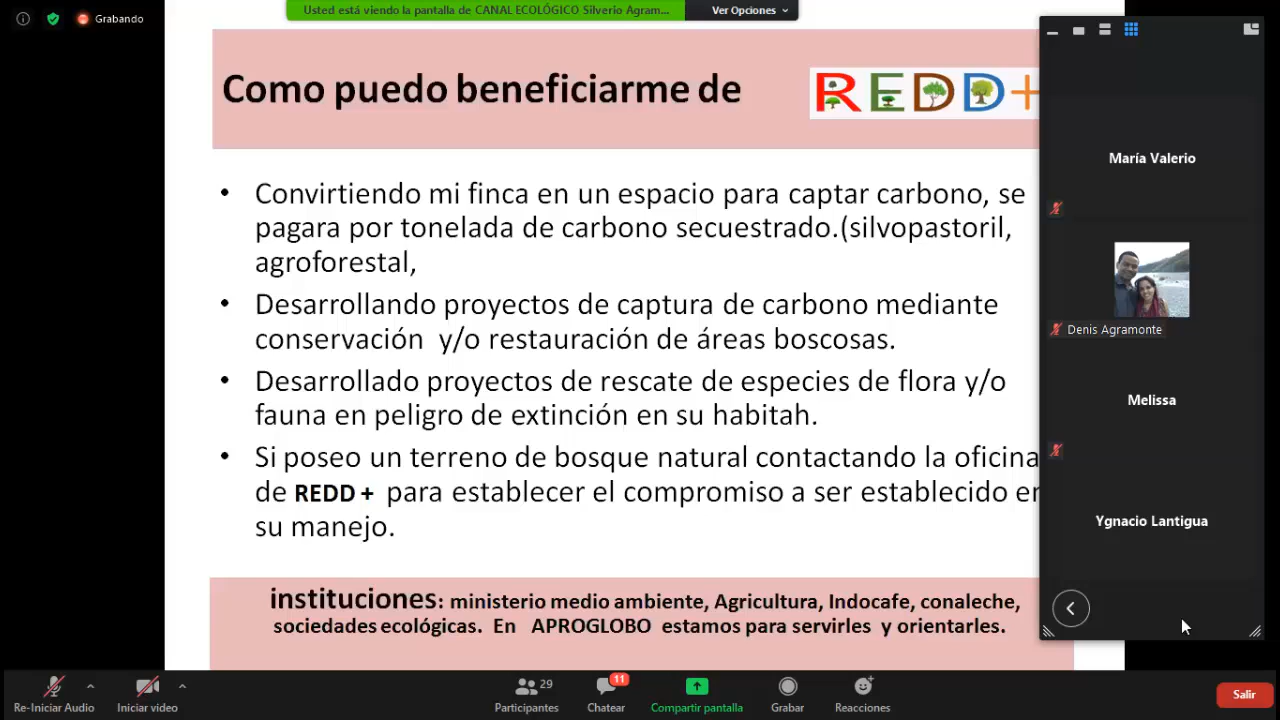 Grabando
Usted está viendo la pantalla de CANAL ECOLÓGICO Silverio Agram...
Ver Opciones
Como puedo beneficiarme de
REDD+
• Convirtiendo mi finca en un espacio para captar carbono, se
pagara por tonelada de carbono secuestrado.(silvopastoril,
agroforestal,
• Desarrollando proyectos de captura de carbono mediante
conservación y/o restauración de áreas boscosas.
• Desarrollado proyectos de rescate de especies de flora y/o
fauna en peligro de extinción en su habitah.
• Si poseo un terreno de bosque natural contactando la oficina
de REDD + para establecer el compromiso a ser establecido en
su manejo.
instituciones: ministerio medio ambiente, Agricultura, Indocafe, conaleche,
sociedades ecológicas. En APROGLOBO estamos para servirles y orientarles.
María Valerio
Denis Agramonte
Melissa
Ygnacio Lantigua
Re-Iniciar Audio
Iniciar video
29
Participantes
11
Chatear
Compartir pantalla
Grabar
Reacciones
Salir